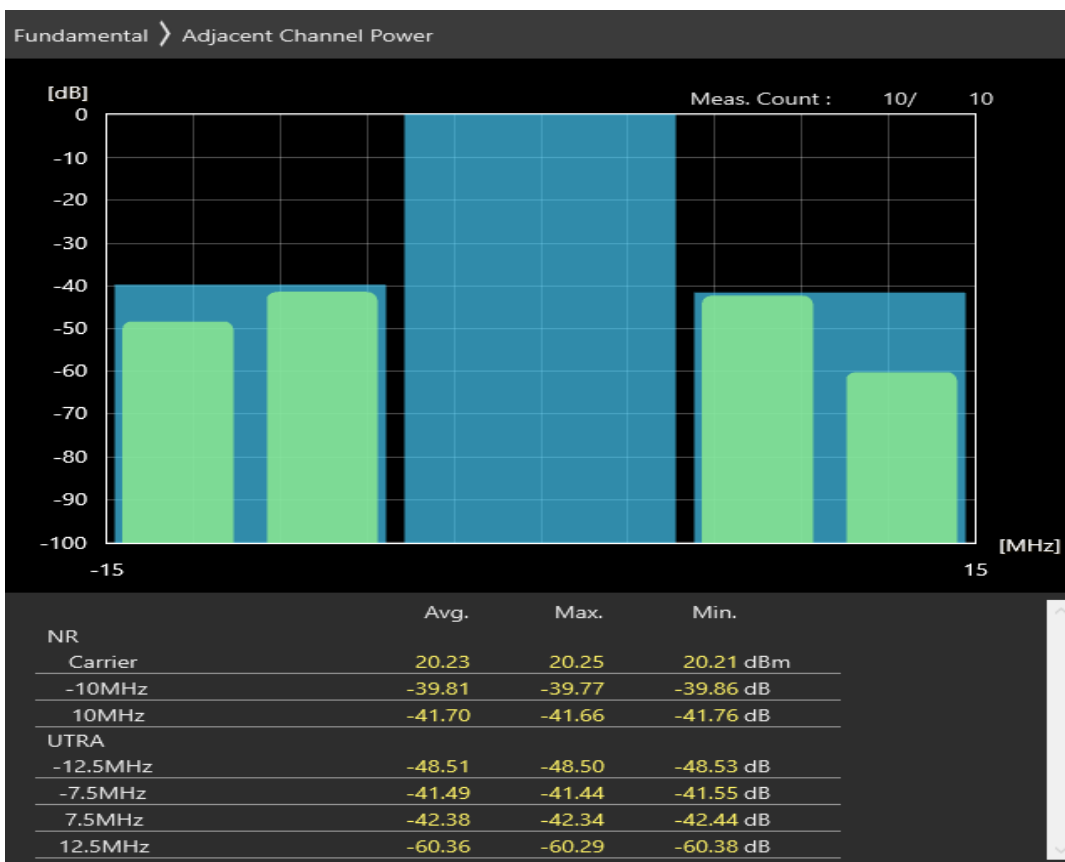 Fundamental 〉 Adjacent Channel Power
[dB]
Meas. Count : 10/ 10
0
-10
-20
-30
-40
-50
-60
-70
-80
-90
-100
[MHz]
-15 15
Avg. Max. Min.
NR
Carrier 20.23 20.25 20.21 dBm
-10MHz -39.81 -39.77 -39.86 dB
10MHz -41.70 -41.66 -41.76 dB
UTRA
-12.5MHz -48.51 -48.50 -48.53 dB
-7.5MHz -41.49 -41.44 -41.55 dB
7.5MHz -42.38 -42.34 -42.44 dB
12.5MHz -60.36 -60.29 -60.38 dB